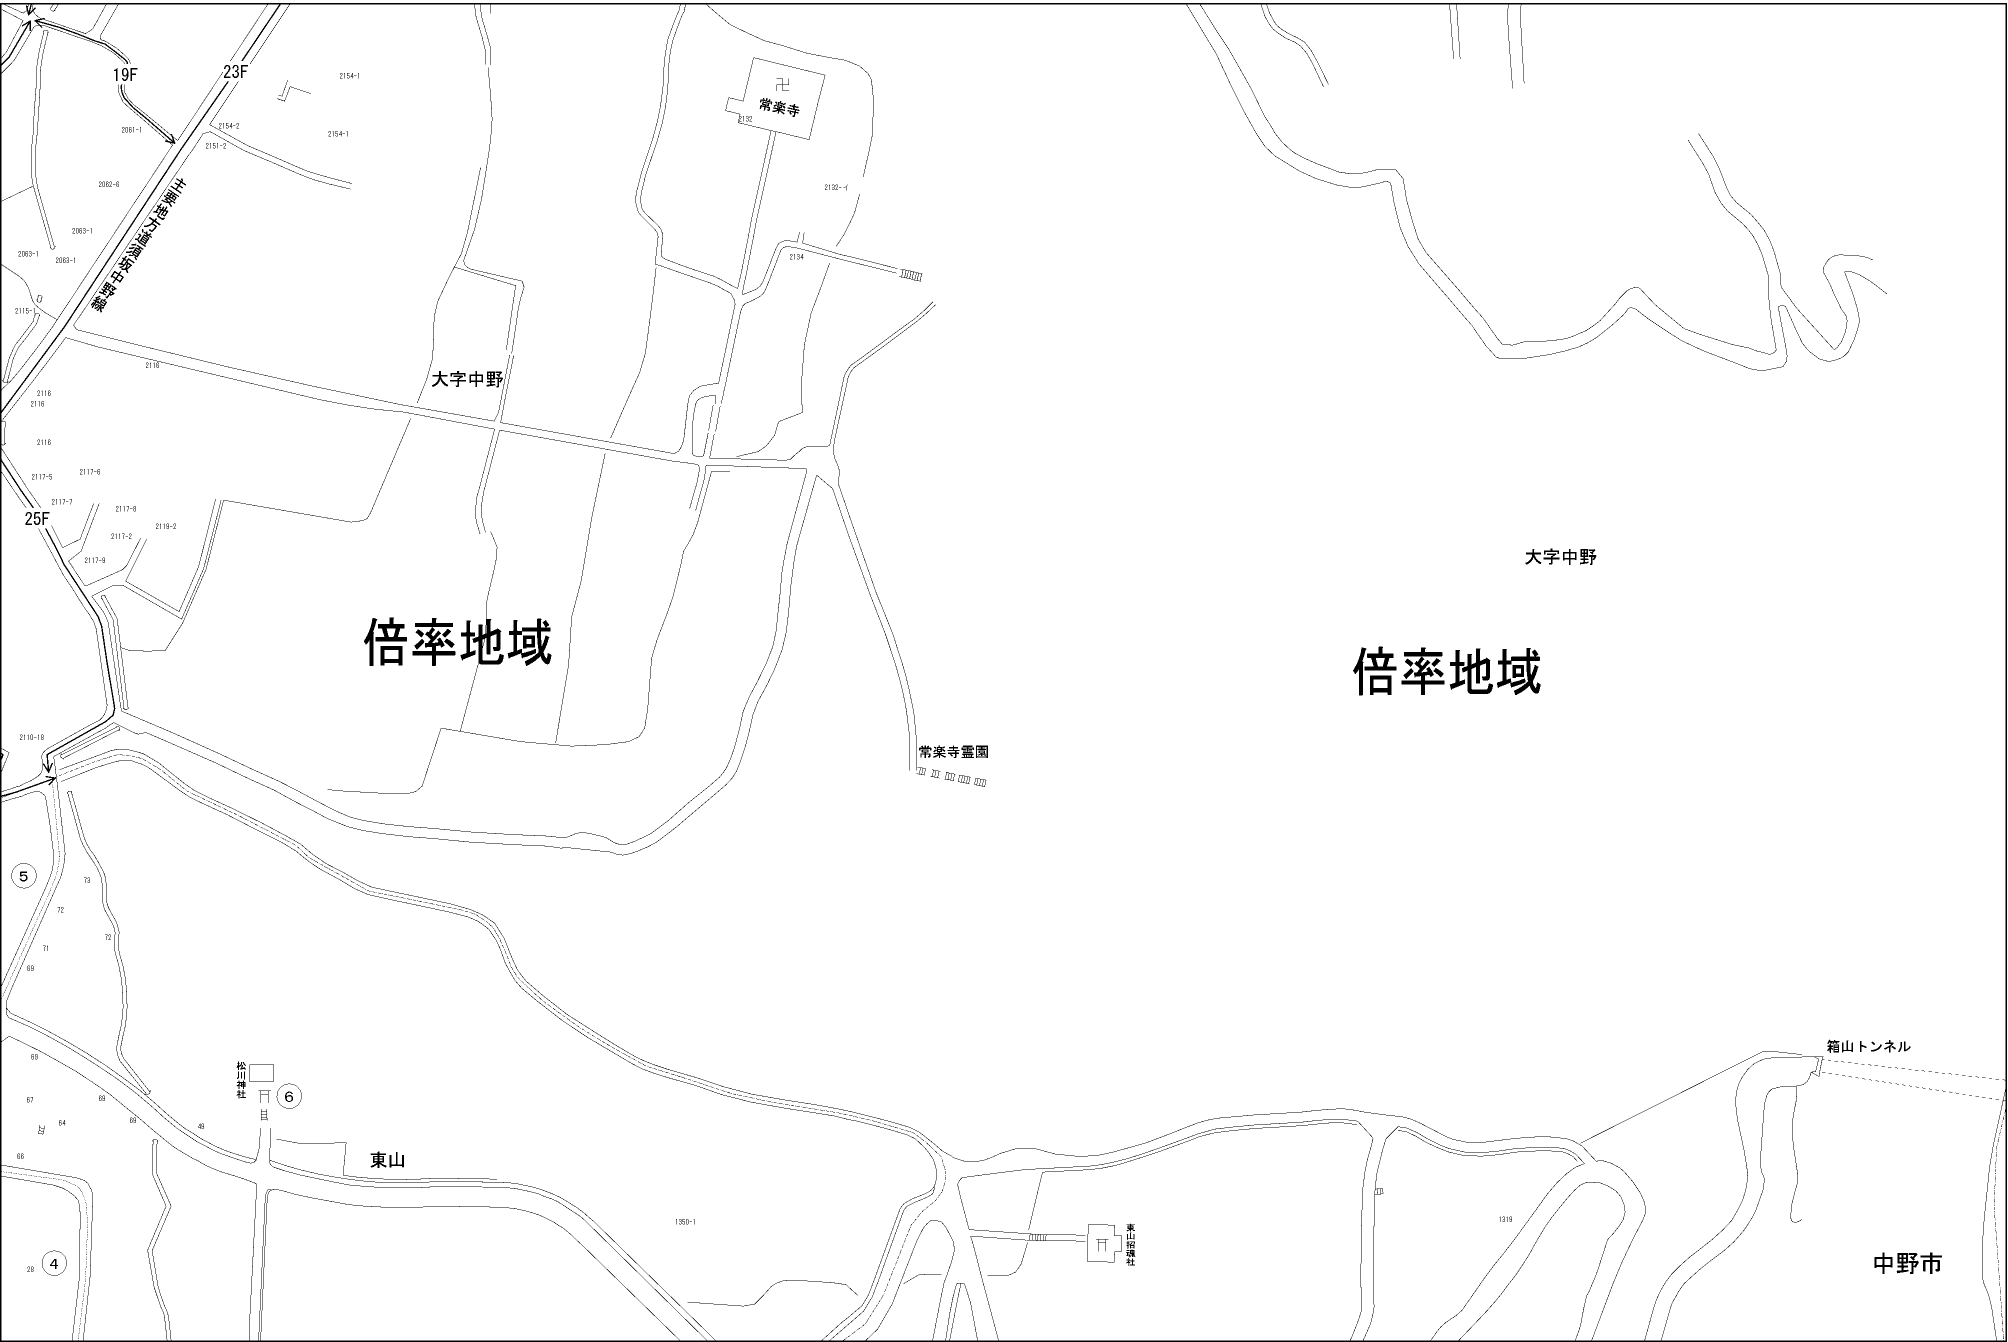 19F
23F
2154-1
卍
常楽寺
2132
2061-1
2154-2
2154-1
2151-2
2062-6
主要地方道須坂中野線
2132-イ
2063-1
2063-1
2063-1
2134
2115-1
2116
大字中野
2116
2116
2116
2117-5
2117-6
2117-7
2117-8
25F
2119-2
2117-2
2117-9
大字中野
倍率地域
倍率地域
2110-18
常楽寺霊園
5
73
72
72
71
69
69
箱山トンネル
松川神社
6
67
69
69
64
49
66
東山
1350-1
1319
東山招魂社
4
28
中野市